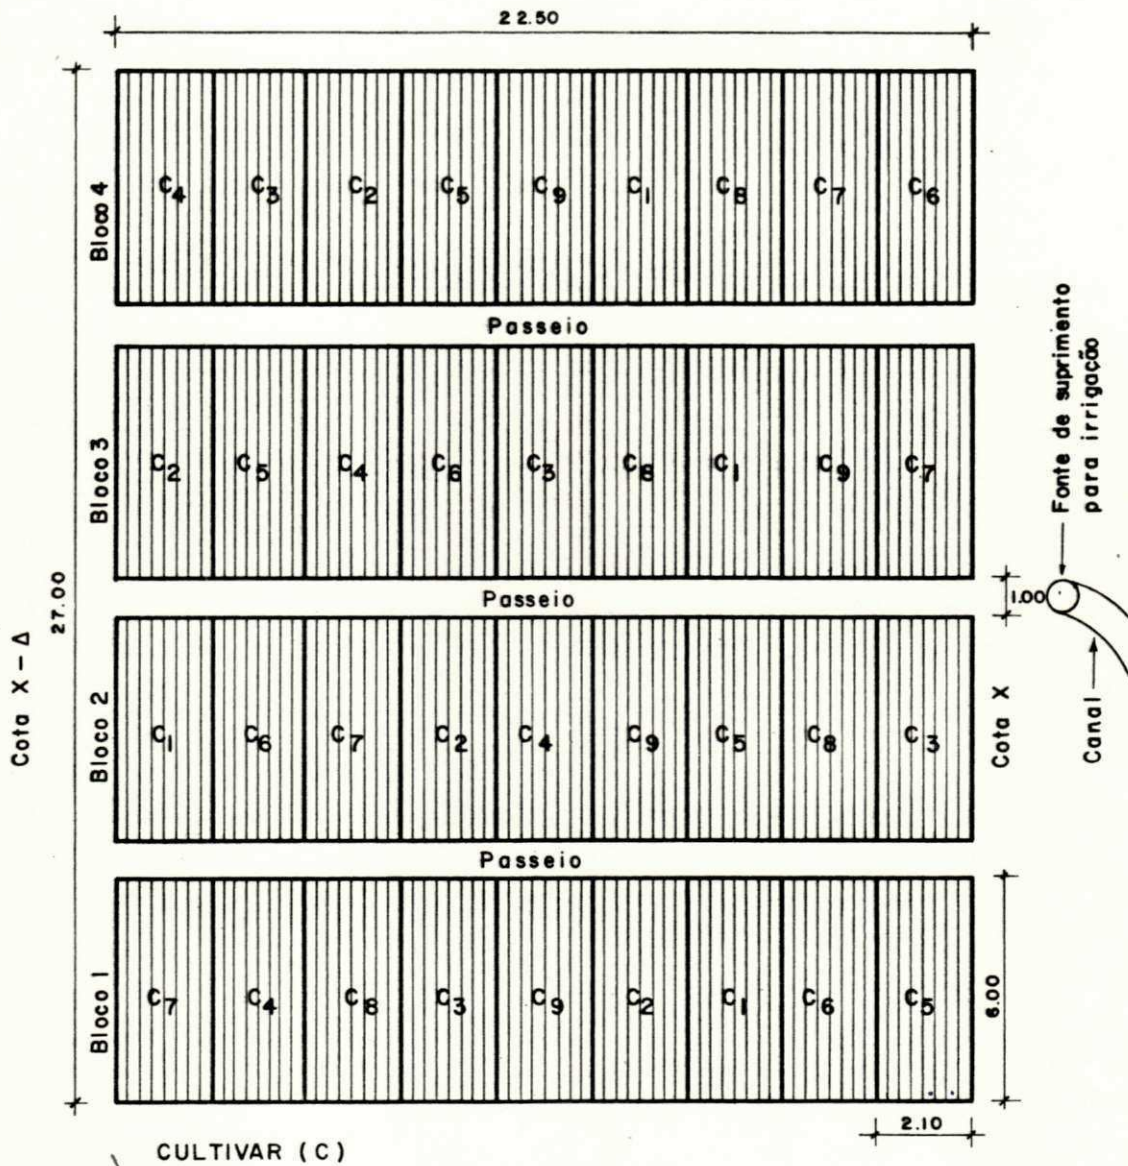 22.50
Bloco 4
C4 C3 C2 C5 C9 C1 C8 C7 C6
Passeio
Bloco 3
C2 C5 C4 C6 C3 C8 C1 C9 C7
Fonte de suprimento
para irrigação
Passeio
1.00
27.00
Cota X - Δ
Bloco 2
C1 C6 C7 C2 C4 C9 C5 C8 C3
Cota X
Canal
Passeio
Bloco 1
C7 C4 C8 C3 C9 C2 C1 C6 C5
6.00
2.10
CULTIVAR (C)